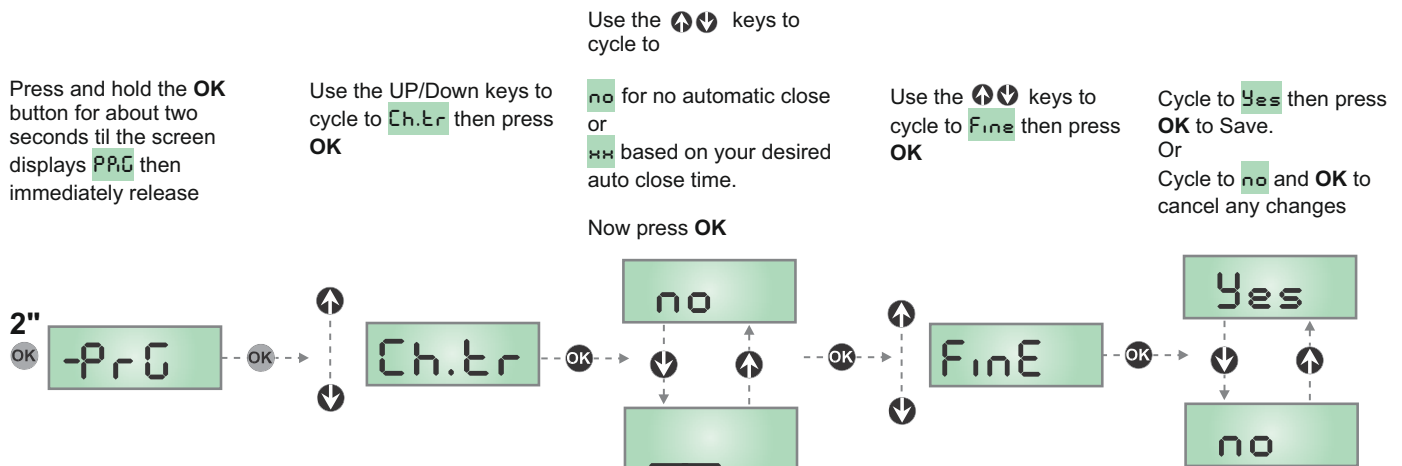 Use the keys to
cycle to
Press and hold the OK
button for about two
seconds til the screen
displays PRG then
immediately release
Use the UP/Down keys to
cycle to Ch.tr then press
OK
no for no automatic close
or
xx based on your desired
auto close time.
Now press OK
Use the keys to
cycle to FinE then press
OK
Cycle to Yes then press
OK to Save.
Or
Cycle to no and OK to
cancel any changes
2"
OK
-PrG
OK
Ch.tr
OK
no
OK
FinE
OK
Yes
no